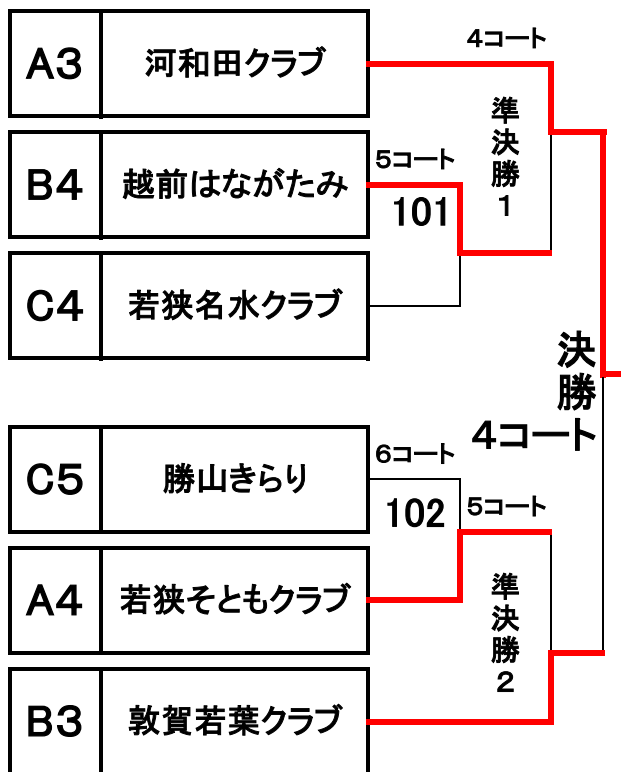 A3 河和田クラブ
4コート
準決勝1
B4 越前はながたみ
5コート
101
C4 若狭名水クラブ
決勝
4コート
C5 勝山きらり
6コート
102
5コート
A4 若狭そともクラブ
準決勝2
B3 敦賀若葉クラブ